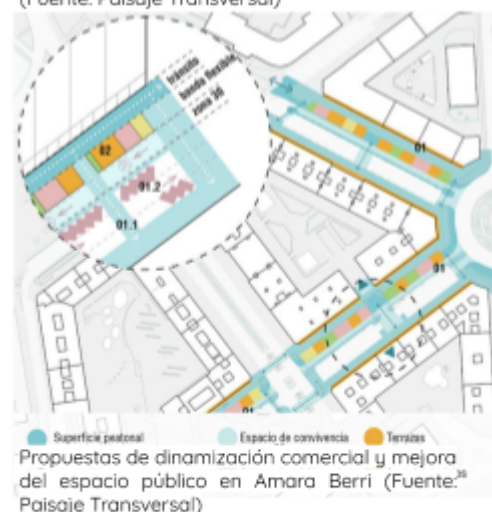 (Fuente: Paisaje Transversal)
tránsito
banda flexible
zona 30
02
01
01.2
01.1
01
01
Superficie peatonal
Espacio de convivencia
Terrazas
Propuestas de dinamización comercial y mejora
del espacio público en Amara Berri (Fuente:
Paisaje Transversal)